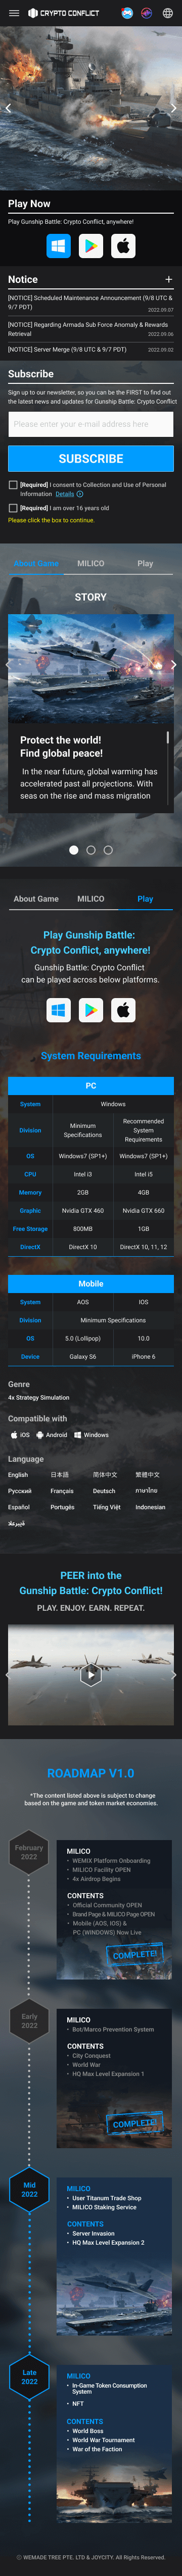 CRYPTO CONFLICT
Play Now
Play Gunship Battle: Crypto Conflict, anywhere!
Notice
[NOTICE] Scheduled Maintenance Announcement (9/8 UTC & 9/7 PDT)
2022.09.07
[NOTICE] Regarding Armada Sub Force Anomaly & Rewards Retrieval
2022.09.06
[NOTICE] Server Merge (9/8 UTC & 9/7 PDT)
2022.09.02
Subscribe
Sign up to our newsletter, so you can be the FIRST to find out
the latest news and updates for Gunship Battle: Crypto Conflict
Please enter your e-mail address here
SUBSCRIBE
[Required] I consent to Collection and Use of Personal
Information Details
[Required] I am over 16 years old
Please click the box to continue.
About Game MILICO Play
STORY
Protect the world!
Find global peace!
In the near future, global warming has
accelerated past all projections. With
seas on the rise and mass migration
About Game MILICO Play
Play Gunship Battle:
Crypto Conflict, anywhere!
Gunship Battle: Crypto Conflict
can be played across below platforms.
System Requirements
PC
System Windows
Division Minimum Specifications Recommended System Requirements
OS Windows7 (SP1+) Windows7 (SP1+)
CPU Intel i3 Intel i5
Memory 2GB 4GB
Graphic Nvidia GTX 460 Nvidia GTX 660
Free Storage 800MB 1GB
DirectX DirectX 10 DirectX 10, 11, 12
Mobile
System AOS IOS
Division Minimum Specifications
OS 5.0 (Lollipop) 10.0
Device Galaxy S6 iPhone 6
Genre
4x Strategy Simulation
Compatible with
iOS Android Windows
Language
English 日本語 简体中文 繁體中文
Русский Français Deutsch ภาษาไทย
Español Português Tiếng Việt Indonesian
PEER into the
Gunship Battle: Crypto Conflict!
PLAY. ENJOY. EARN. REPEAT.
ROADMAP V1.0
*The content listed above is subject to change
based on the game and token market economies.
February
2022
MILICO
• WEMIX Platform Onboarding
• MILICO Facility OPEN
• 4x Airdrop Begins
CONTENTS
• Official Community OPEN
• Brand Page & MILICO Page OPEN
• Mobile (AOS, IOS) &
PC (WINDOWS) Now Live
COMPLETE!
Early
2022
MILICO
• Bot/Marco Prevention System
CONTENTS
• City Conquest
• World War
• HQ Max Level Expansion 1
COMPLETE!
Mid
2022
MILICO
• User Titanum Trade Shop
• MILICO Staking Service
CONTENTS
• Server Invasion
• HQ Max Level Expansion 2
Late
2022
MILICO
• In-Game Token Consumption
System
• NFT
CONTENTS
• World Boss
• World War Tournament
• War of the Faction
ⓒ WEMADE TREE PTE. LTD & JOYCITY. All Rights Reserved.